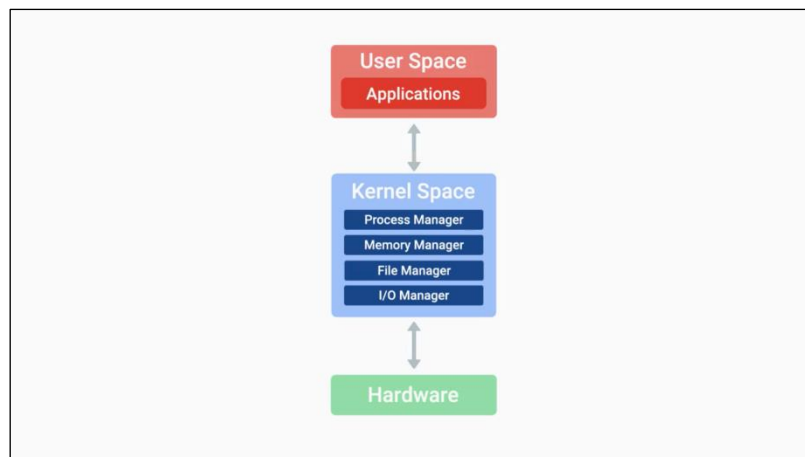 User Space
Applications
Kernel Space
Process Manager
Memory Manager
File Manager
I/O Manager
Hardware